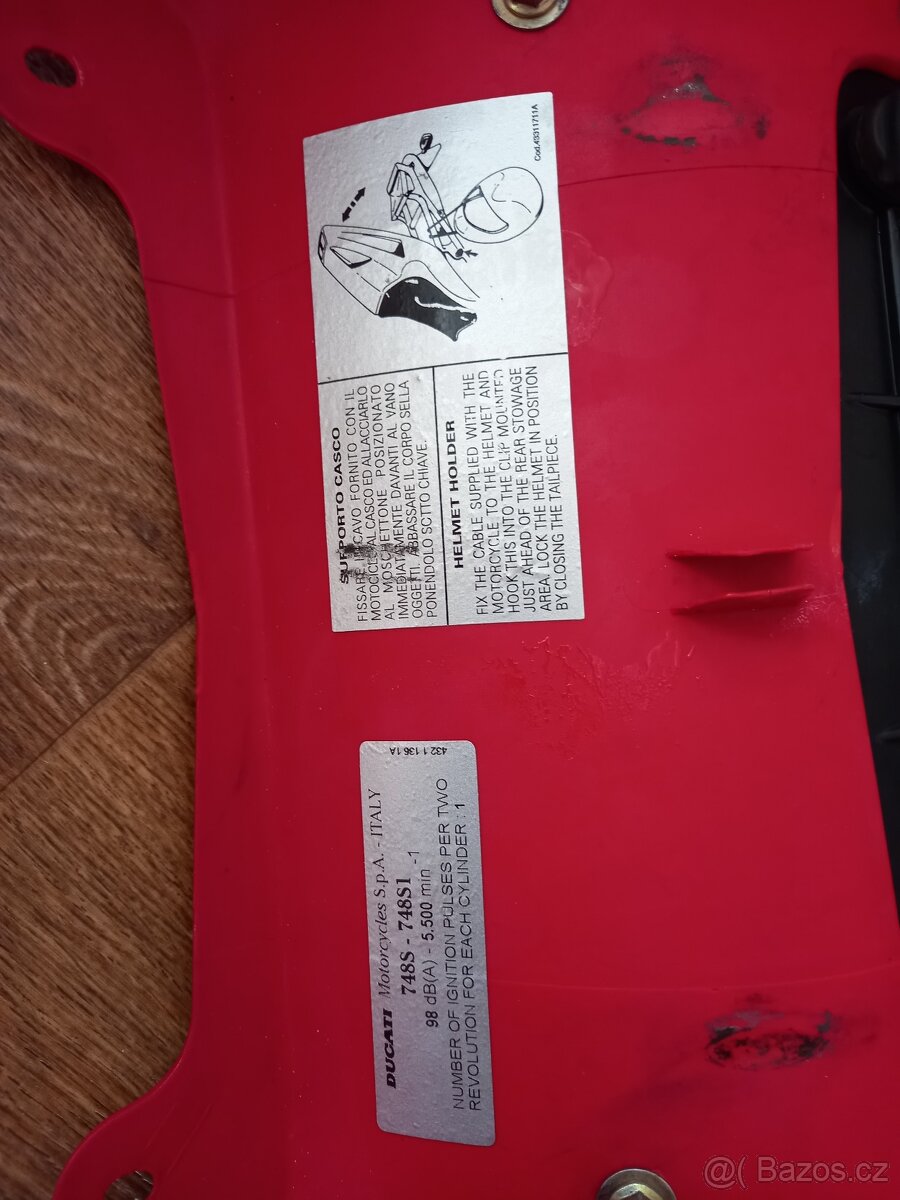 Cod.43311711A
SUPPORTO CASCO
FISSARE IL CAVO FORNITO CON IL
MOTOCICLO AL CASCO ED ALLACCIARLO
AL MOSCHETTONE POSIZIONATO
IMMEDIATAMENTE DAVANTI AL VANO
OGGETTI. ABBASSARE IL CORPO SELLA
PONENDOLO SOTTO CHIAVE.
HELMET HOLDER
FIX THE CABLE SUPPLIED WITH THE
MOTORCYCLE TO THE HELMET AND
HOOK THIS INTO THE CLIP MOUNTED
JUST AHEAD OF THE REAR STOWAGE
AREA. LOCK THE HELMET IN POSITION
BY CLOSING THE TAILPIECE.
432 1 136 1A
DUCATI Motorcycles S.p.A. - ITALY
748S - 748S1
98 dB(A) - 5.500 min -1
NUMBER OF IGNITION PULSES PER TWO
REVOLUTION FOR EACH CYLINDER : 1
@( Bazos.cz